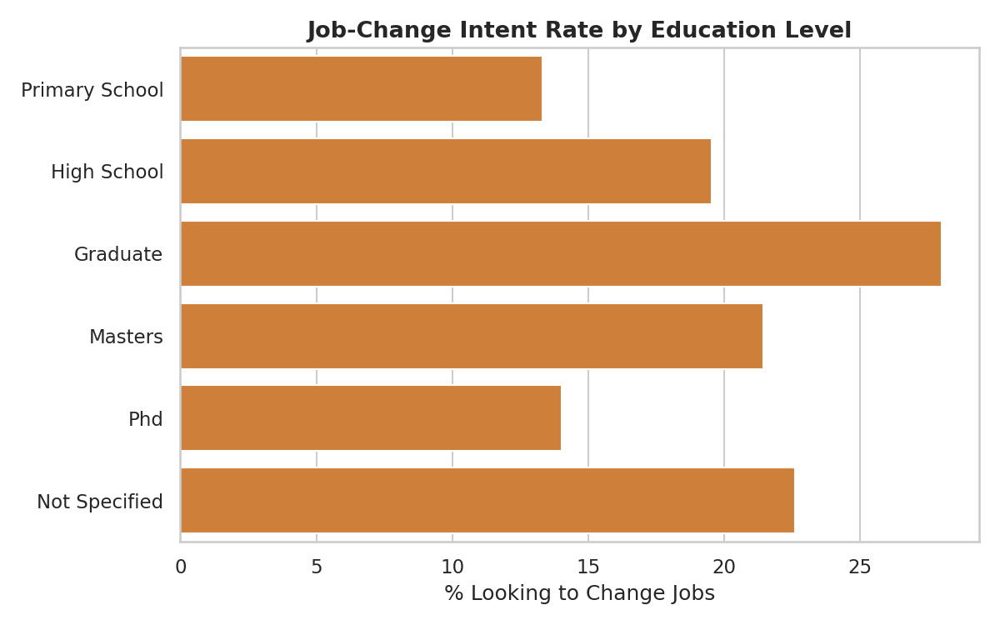 Job-Change Intent Rate by Education Level
Primary School
High School
Graduate
Masters
Phd
Not Specified
0 5 10 15 20 25
% Looking to Change Jobs